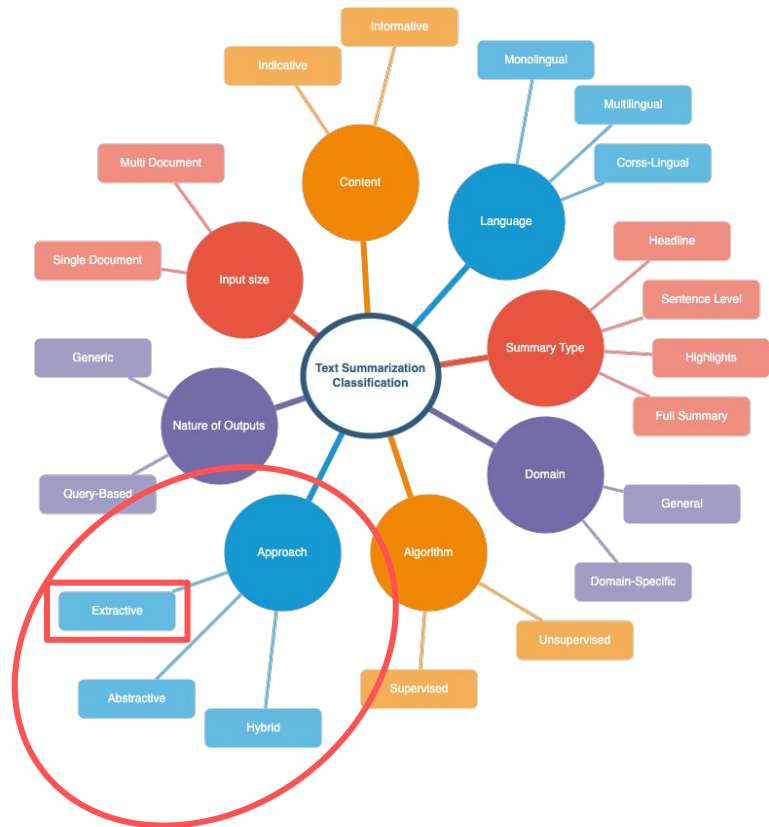 Informative
Indicative
Content
Monolingual
Multilingual
Corss-Lingual
Language
Multi Document
Single Document
Input size
Headline
Sentence Level
Highlights
Full Summary
Summary Type
Text Summarization
Classification
Generic
Nature of Outputs
Query-Based
Domain
General
Domain-Specific
Approach
Extractive
Abstractive
Hybrid
Algorithm
Unsupervised
Supervised